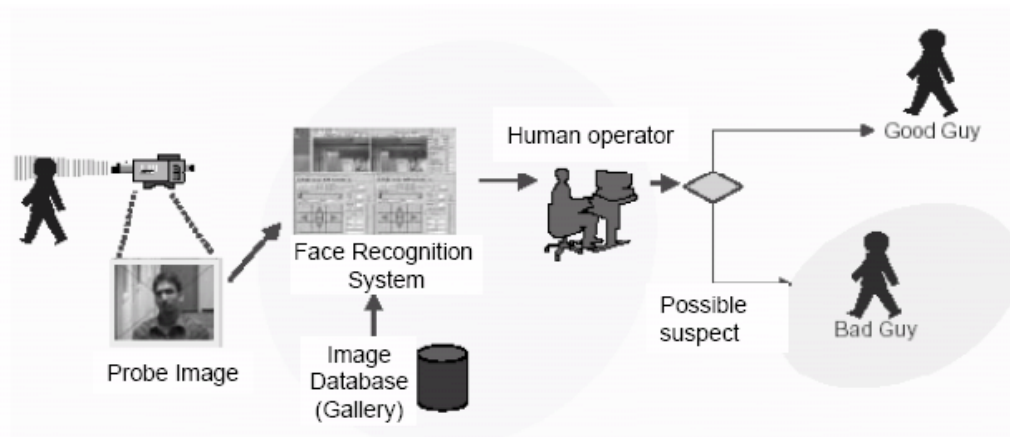 Human operator
Good Guy
Face Recognition
System
Possible
suspect
Bad Guy
Probe Image
Image
Database
(Gallery)